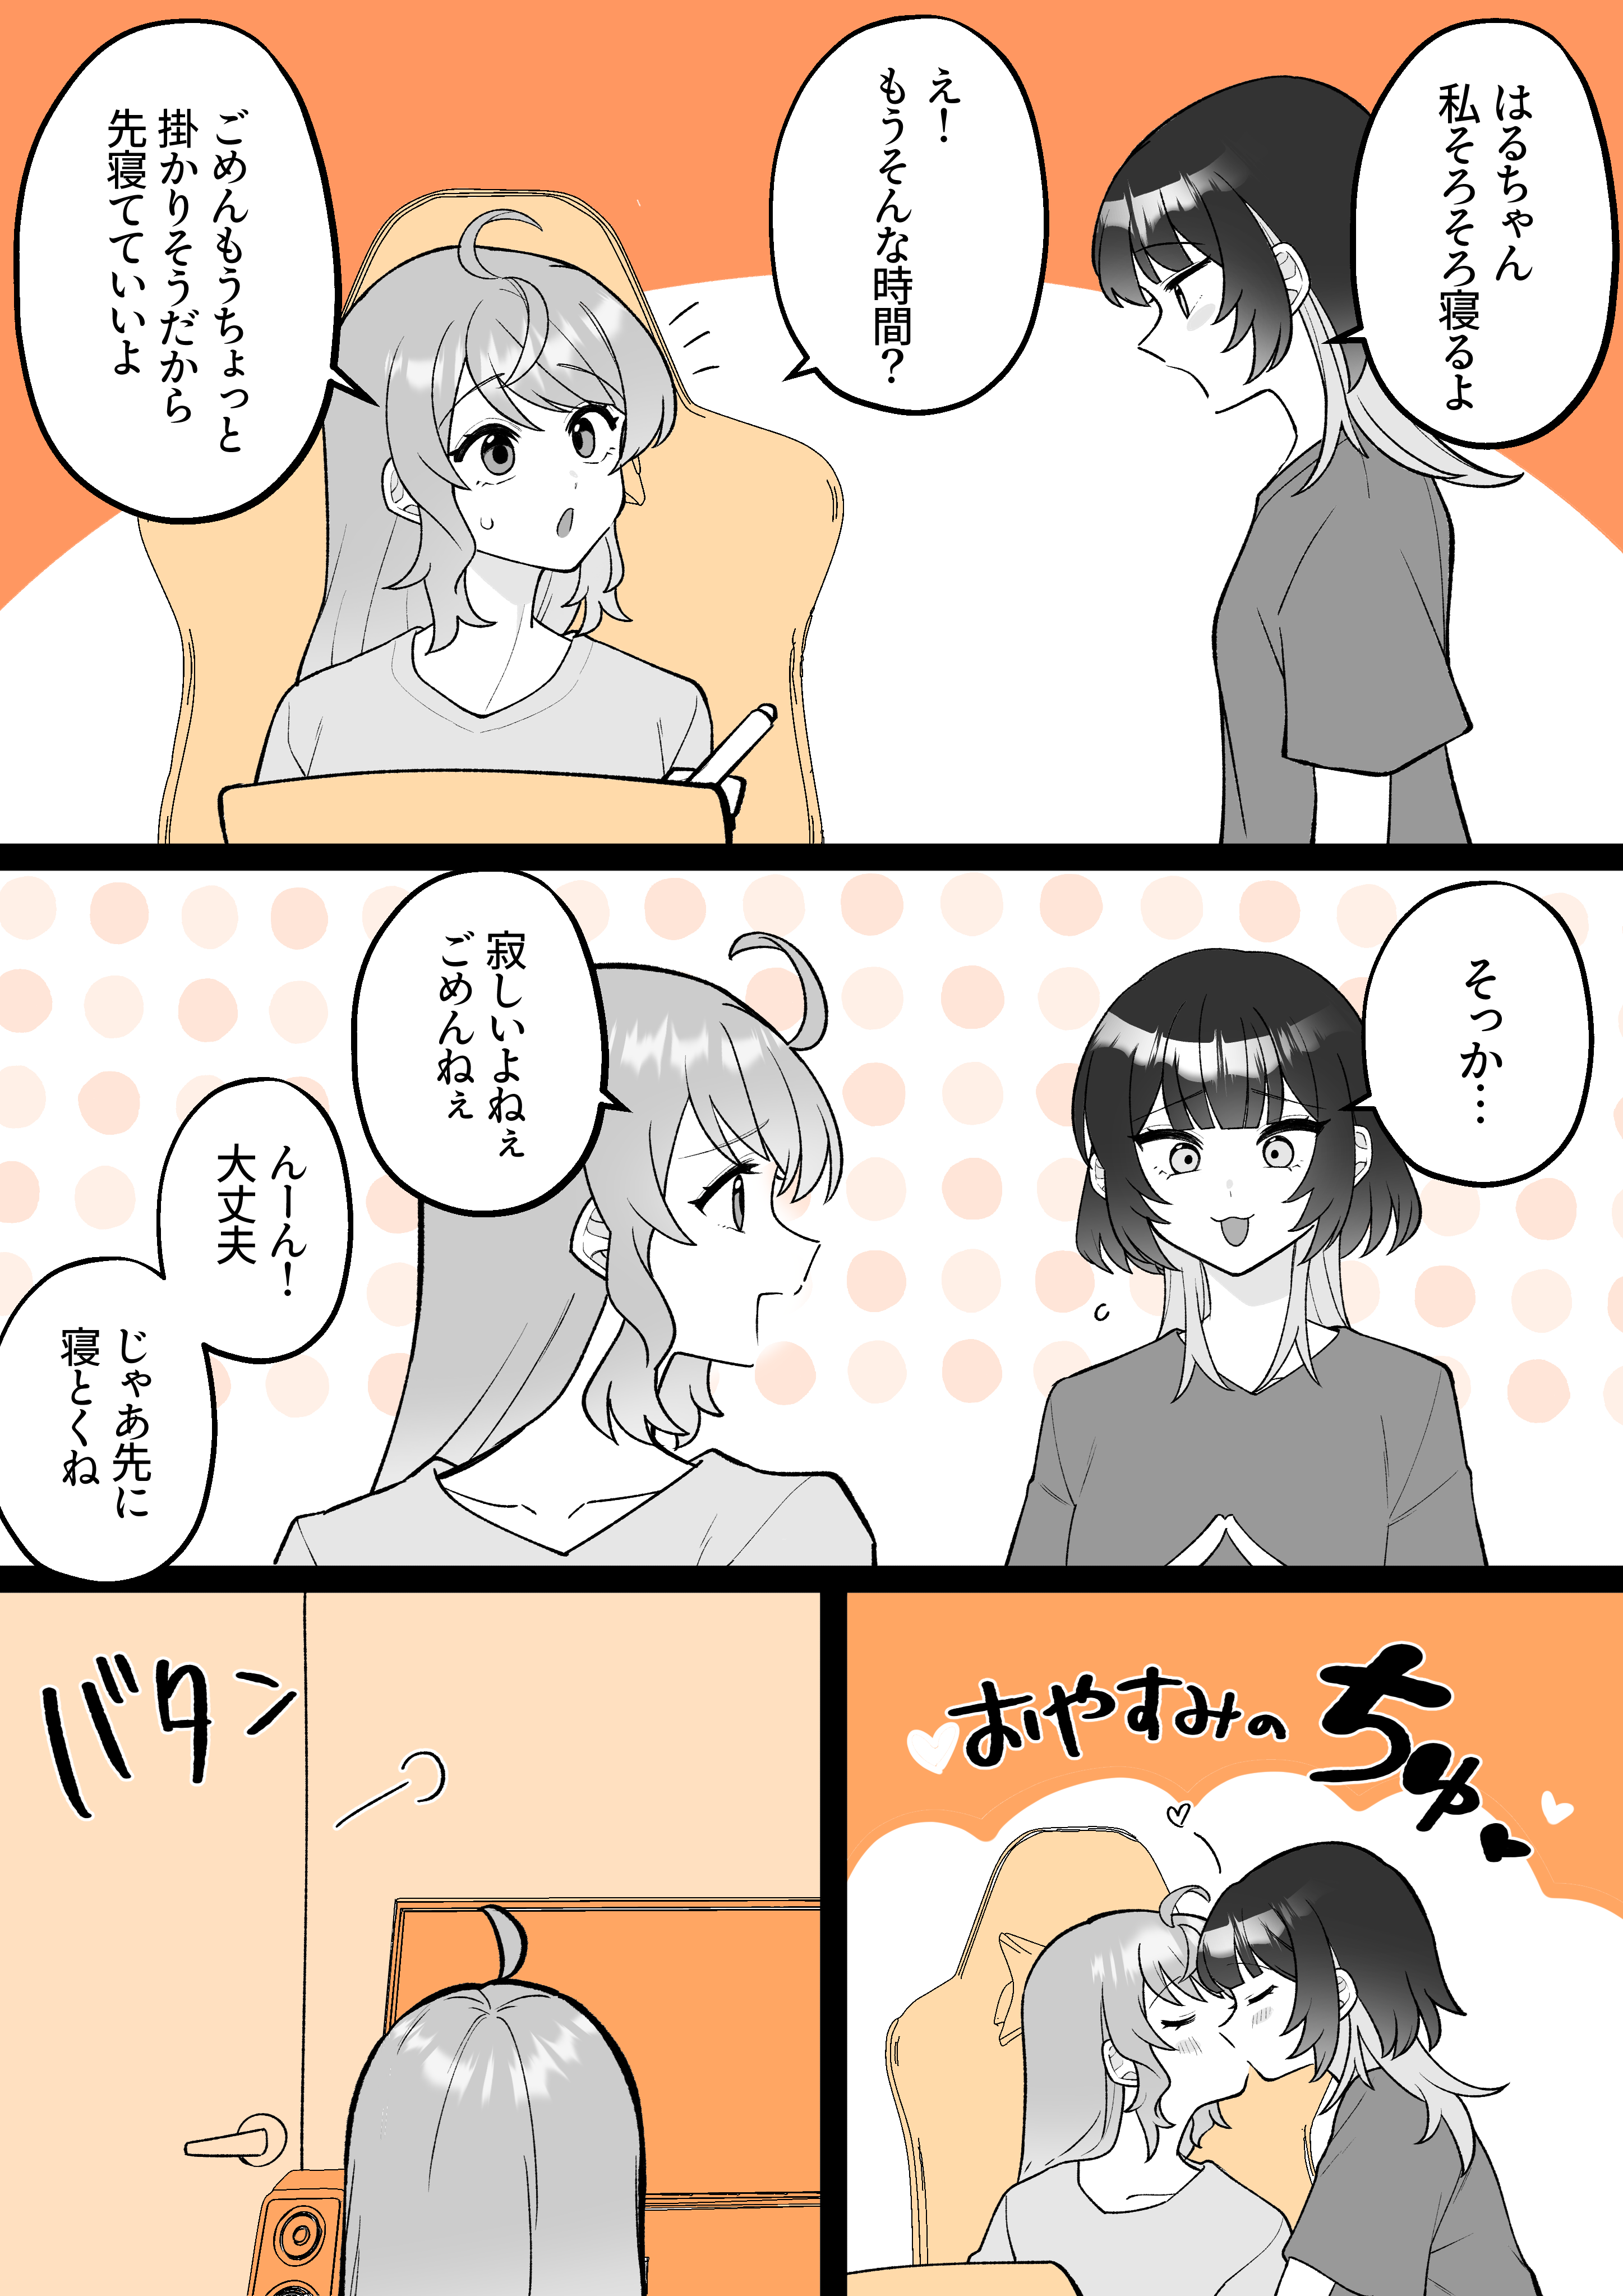 はるちゃん
私そろそろ寝るよ
え！
もうそんな時間？
ごめんもうちょっと
掛かりそうだから
先寝てていいよ
そっか…
寂しいよねぇ
ごめんねぇ
んーん！
大丈夫
じゃあ先に
寝とくね
おやすみのちゅ♥
バタン